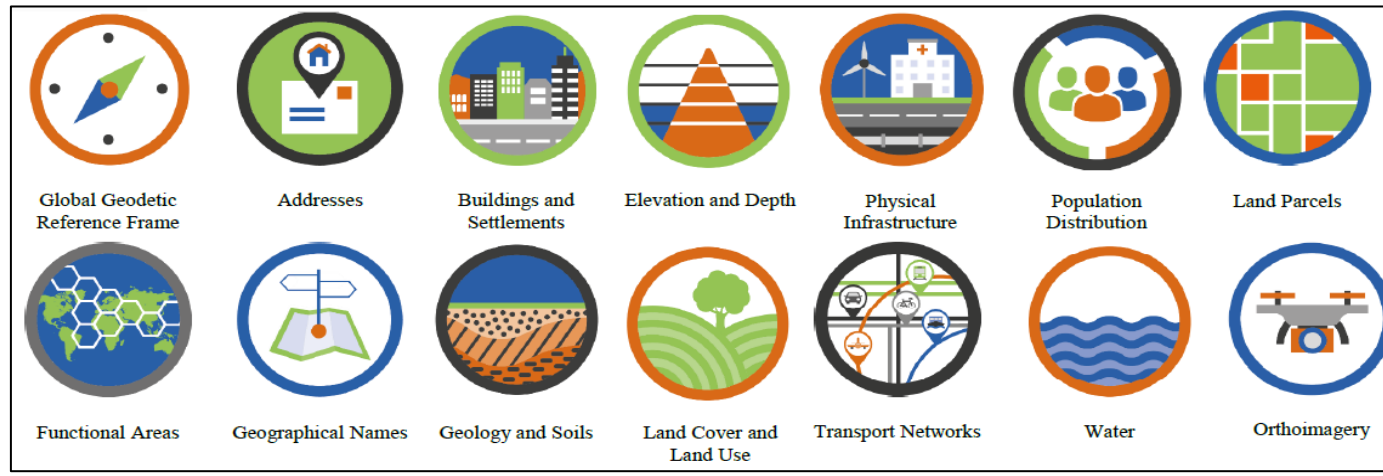 Global Geodetic
Reference Frame
Addresses
Buildings and
Settlements
Elevation and Depth
Physical
Infrastructure
Population
Distribution
Land Parcels
Functional Areas
Geographical Names
Geology and Soils
Land Cover and
Land Use
Transport Networks
Water
Orthoimagery